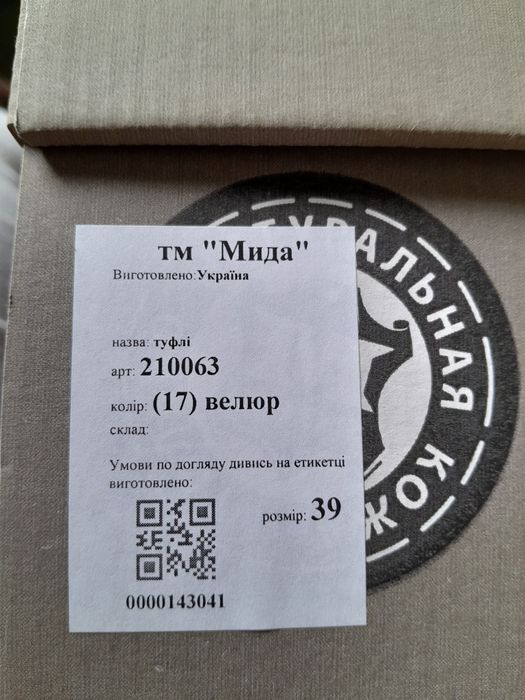 тм "Мида"
Виготовлено:Україна
назва: туфлі
арт: 210063
колір: (17) велюр
склад:
Умови по догляду дивись на етикетці
виготовлено:
розмір: 39
0000143041